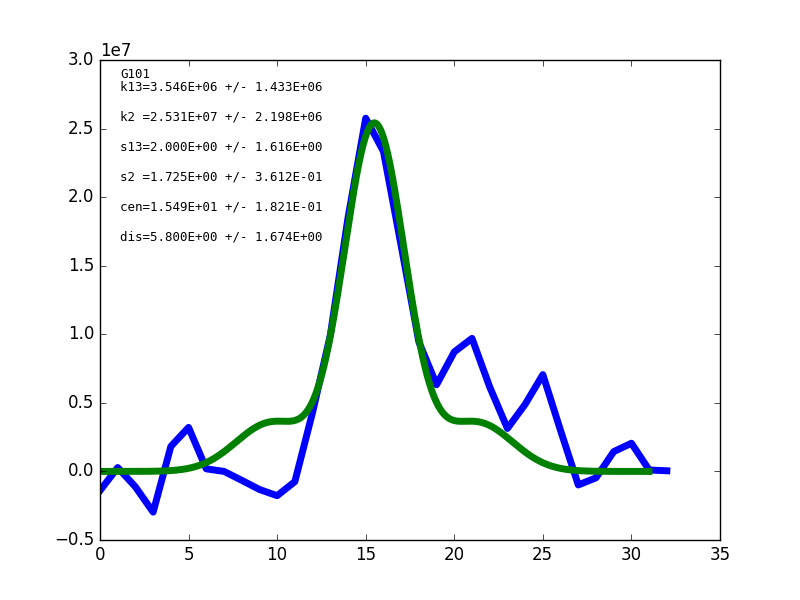 1e7
3.0
G101
k13=3.546E+06 +/- 1.433E+06
k2 =2.531E+07 +/- 2.198E+06
2.5
s13=2.000E+00 +/- 1.616E+00
s2 =1.725E+00 +/- 3.612E-01
2.0
cen=1.549E+01 +/- 1.821E-01
dis=5.800E+00 +/- 1.674E+00
1.5
1.0
0.5
0.0
−0.5
0 5 10 15 20 25 30 35